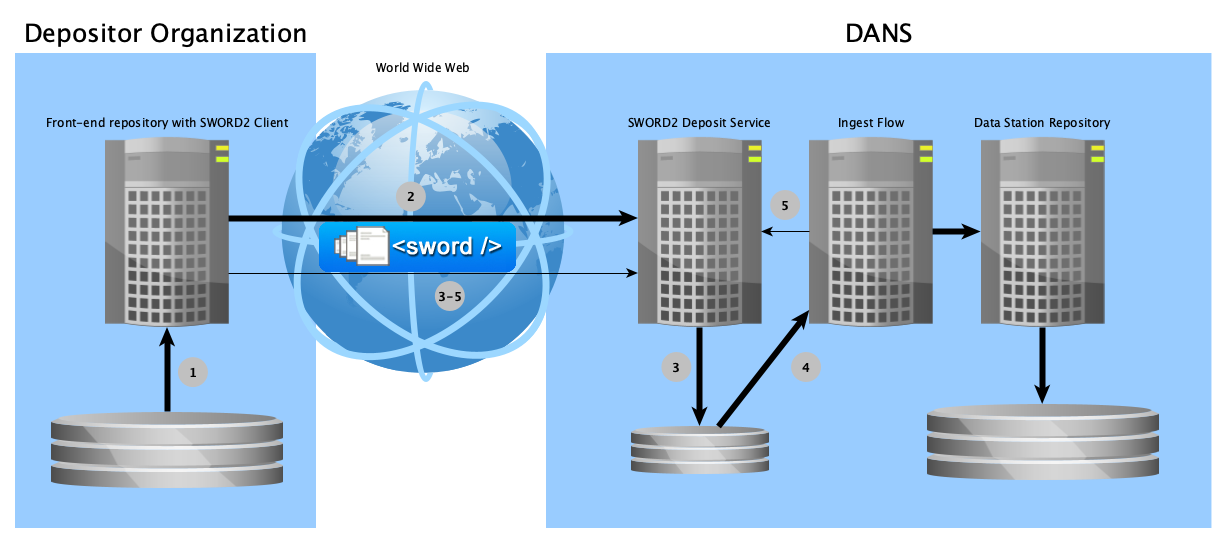 Depositor Organization
DANS
World Wide Web
Front-end repository with SWORD2 Client
SWORD2 Deposit Service
Ingest Flow
Data Station Repository
2
5
<sword />
3-5
1
3
4